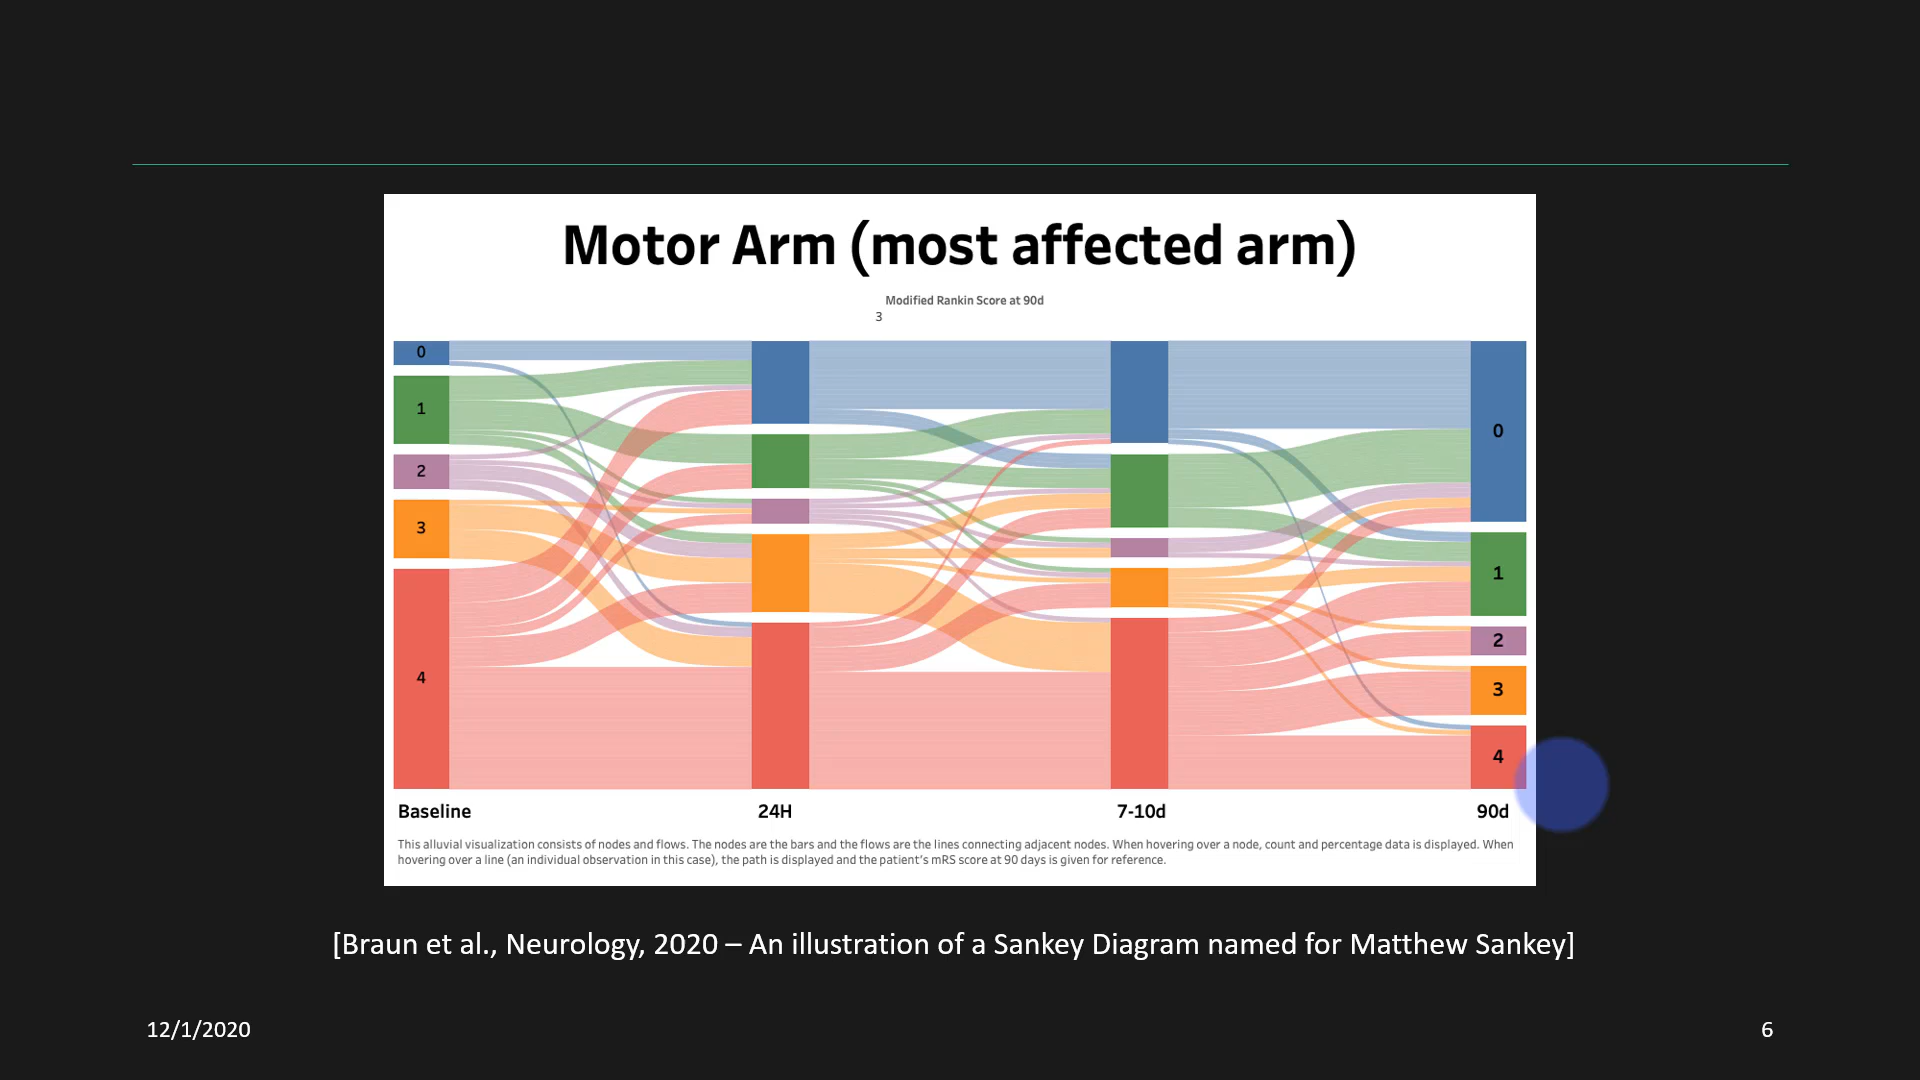 Motor Arm (most affected arm)
Modified Rankin Score at 90d
3
0
1
2
3
4
0
1
2
3
4
Baseline 24H 7-10d 90d
This alluvial visualization consists of nodes and flows. The nodes are the bars and the flows are the lines connecting adjacent nodes. When hovering over a node, count and percentage data is displayed. When
hovering over a line (an individual observation in this case), the path is displayed and the patient's mRS score at 90 days is given for reference.
[Braun et al., Neurology, 2020 – An illustration of a Sankey Diagram named for Matthew Sankey]
12/1/2020 6